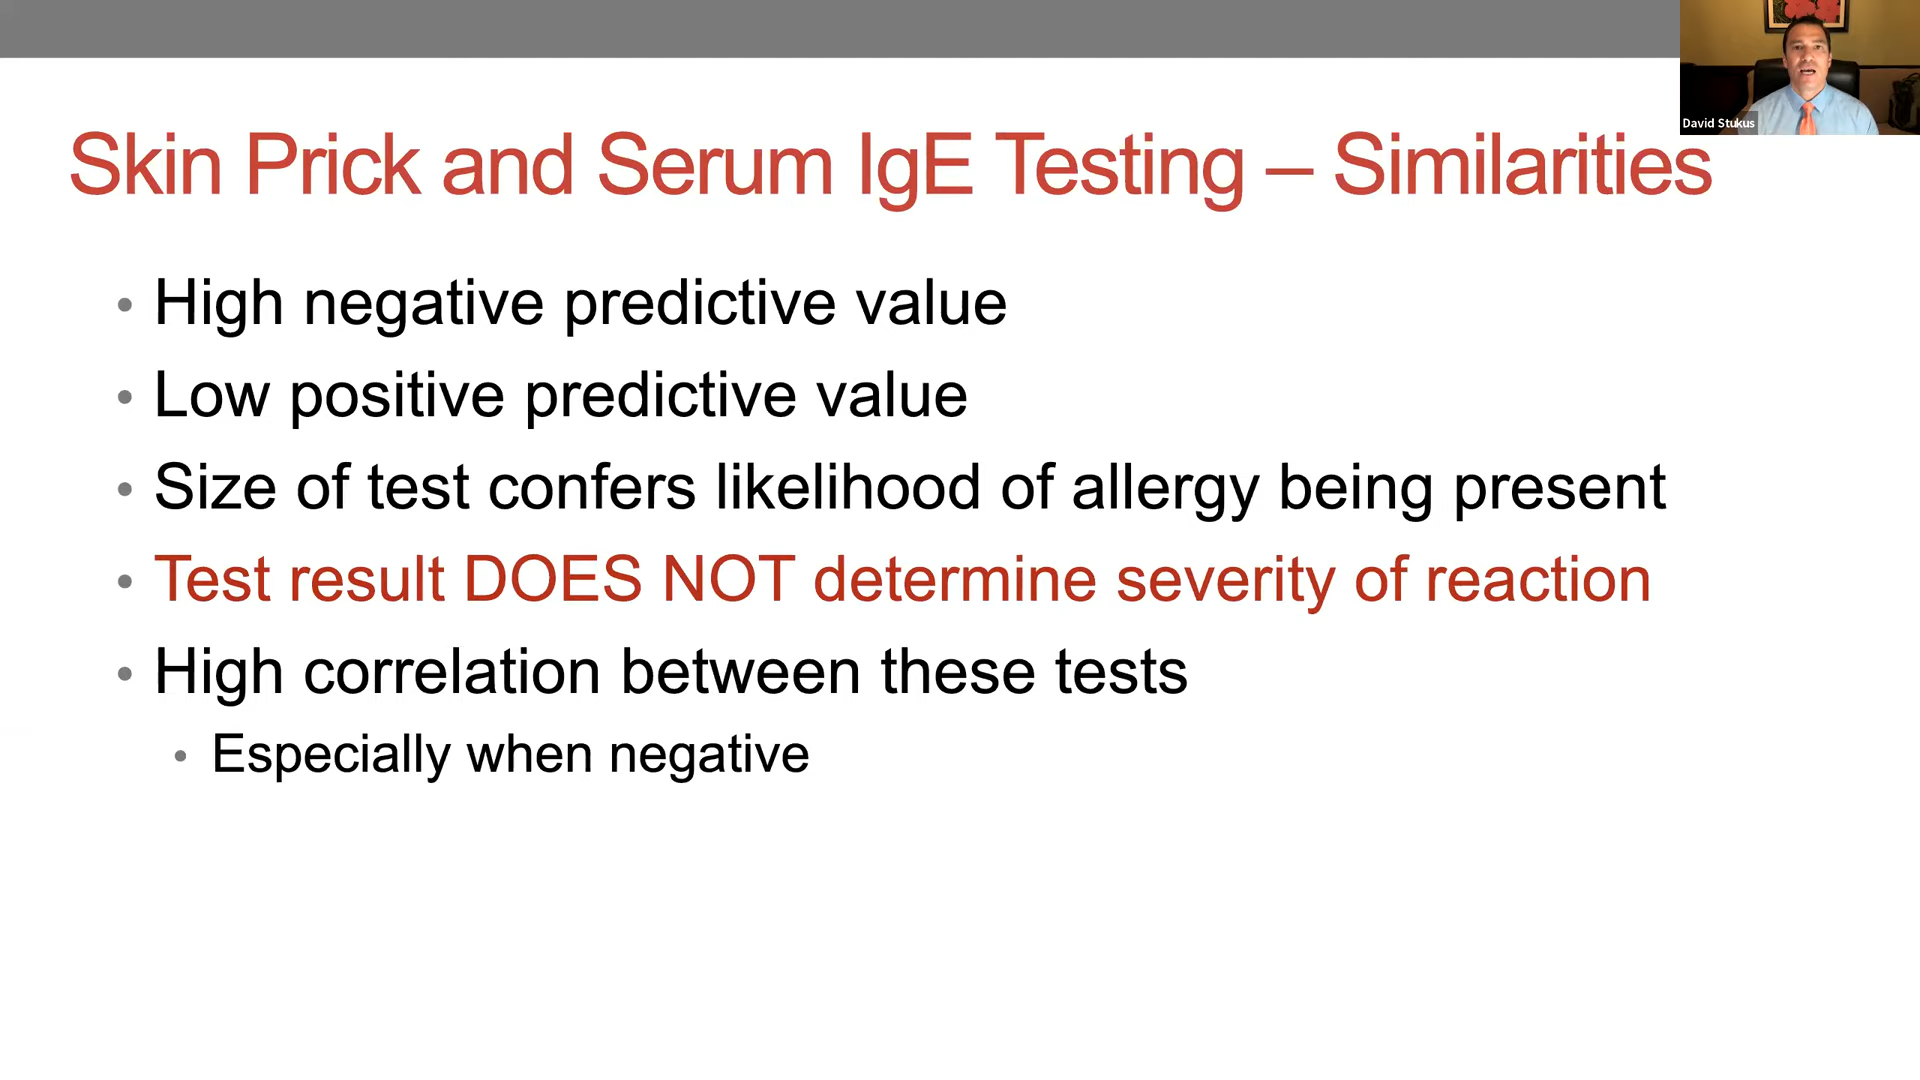 David Stukus
Skin Prick and Serum IgE Testing – Similarities
• High negative predictive value
• Low positive predictive value
• Size of test confers likelihood of allergy being present
• Test result DOES NOT determine severity of reaction
• High correlation between these tests
• Especially when negative